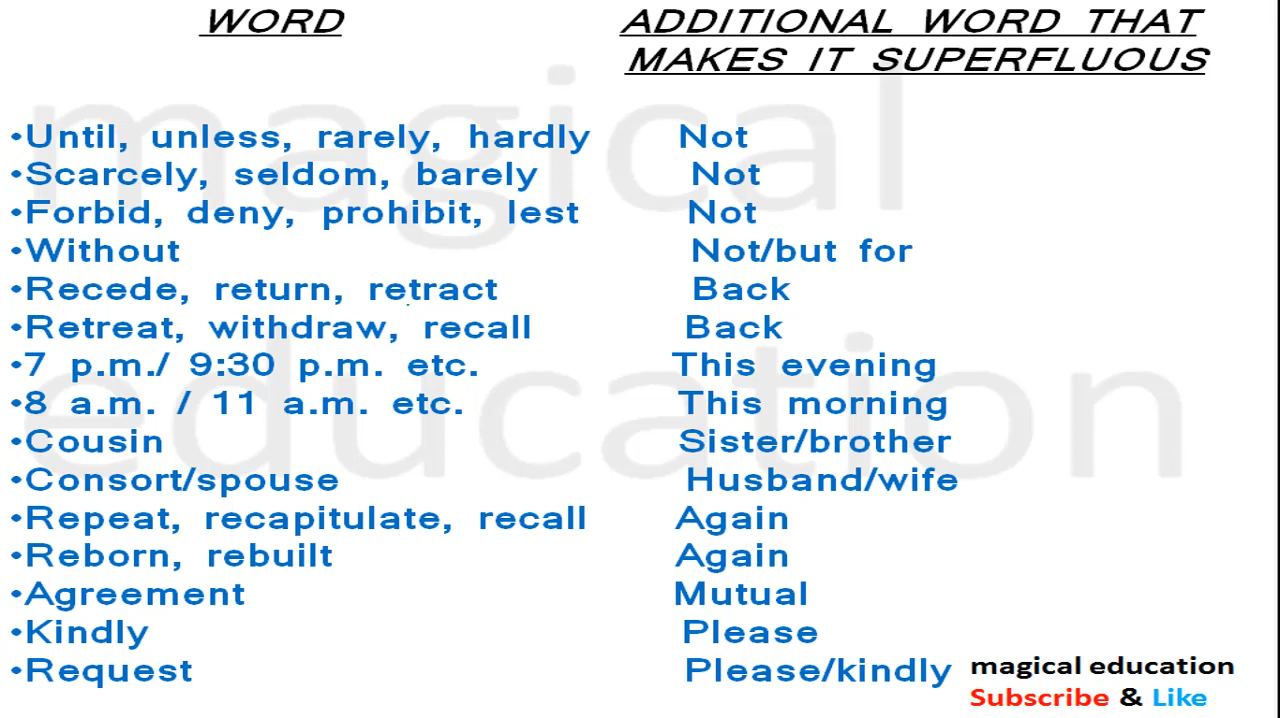 WORD ADDITIONAL WORD THAT
MAKES IT SUPERFLUOUS
•Until, unless, rarely, hardly Not
•Scarcely, seldom, barely Not
•Forbid, deny, prohibit, lest Not
•Without Not/but for
•Recede, return, retract Back
•Retreat, withdraw, recall Back
•7 p.m./ 9:30 p.m. etc. This evening
•8 a.m. / 11 a.m. etc. This morning
•Cousin Sister/brother
•Consort/spouse Husband/wife
•Repeat, recapitulate, recall Again
•Reborn, rebuilt Again
•Agreement Mutual
•Kindly Please
•Request Please/kindly
magical education
Subscribe & Like
magical
education